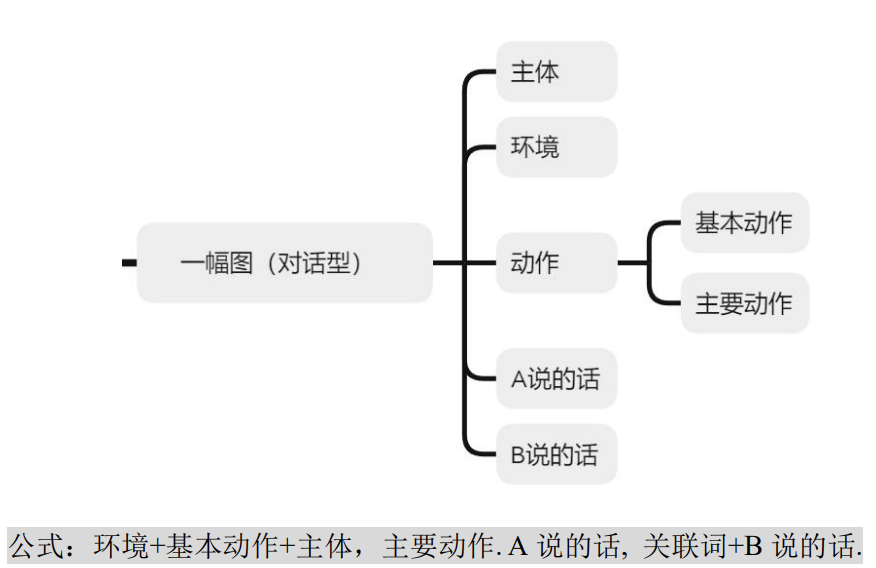 主体
环境
一幅图（对话型）
动作
基本动作
主要动作
A说的话
B说的话
公式：环境+基本动作+主体，主要动作. A 说的话, 关联词+B 说的话.